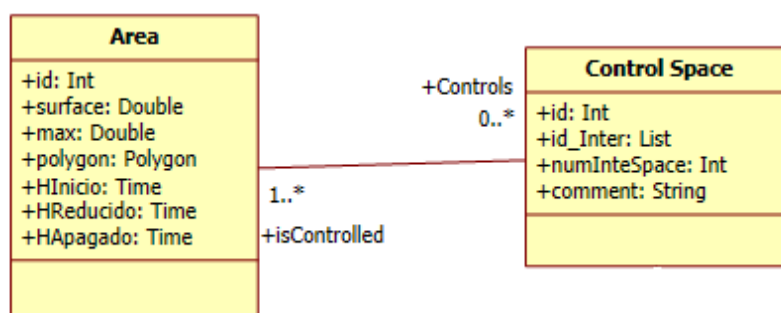 Area
+id: Int
+surface: Double
+max: Double
+polygon: Polygon
+HInicio: Time
+HReducido: Time
+HApagado: Time
+Controls
0..*
1..*
+isControlled
Control Space
+id: Int
+id_Inter: List
+numInteSpace: Int
+comment: String